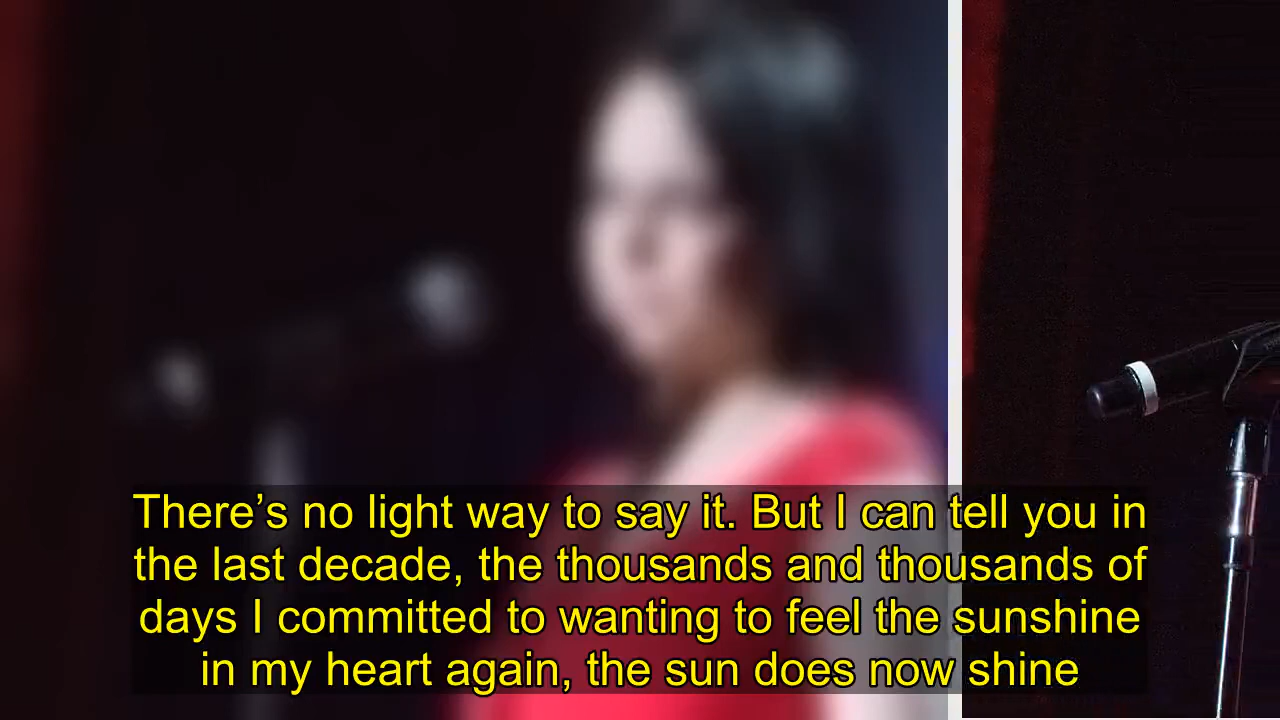 There’s no light way to say it. But I can tell you in
the last decade, the thousands and thousands of
days I committed to wanting to feel the sunshine
in my heart again, the sun does now shine